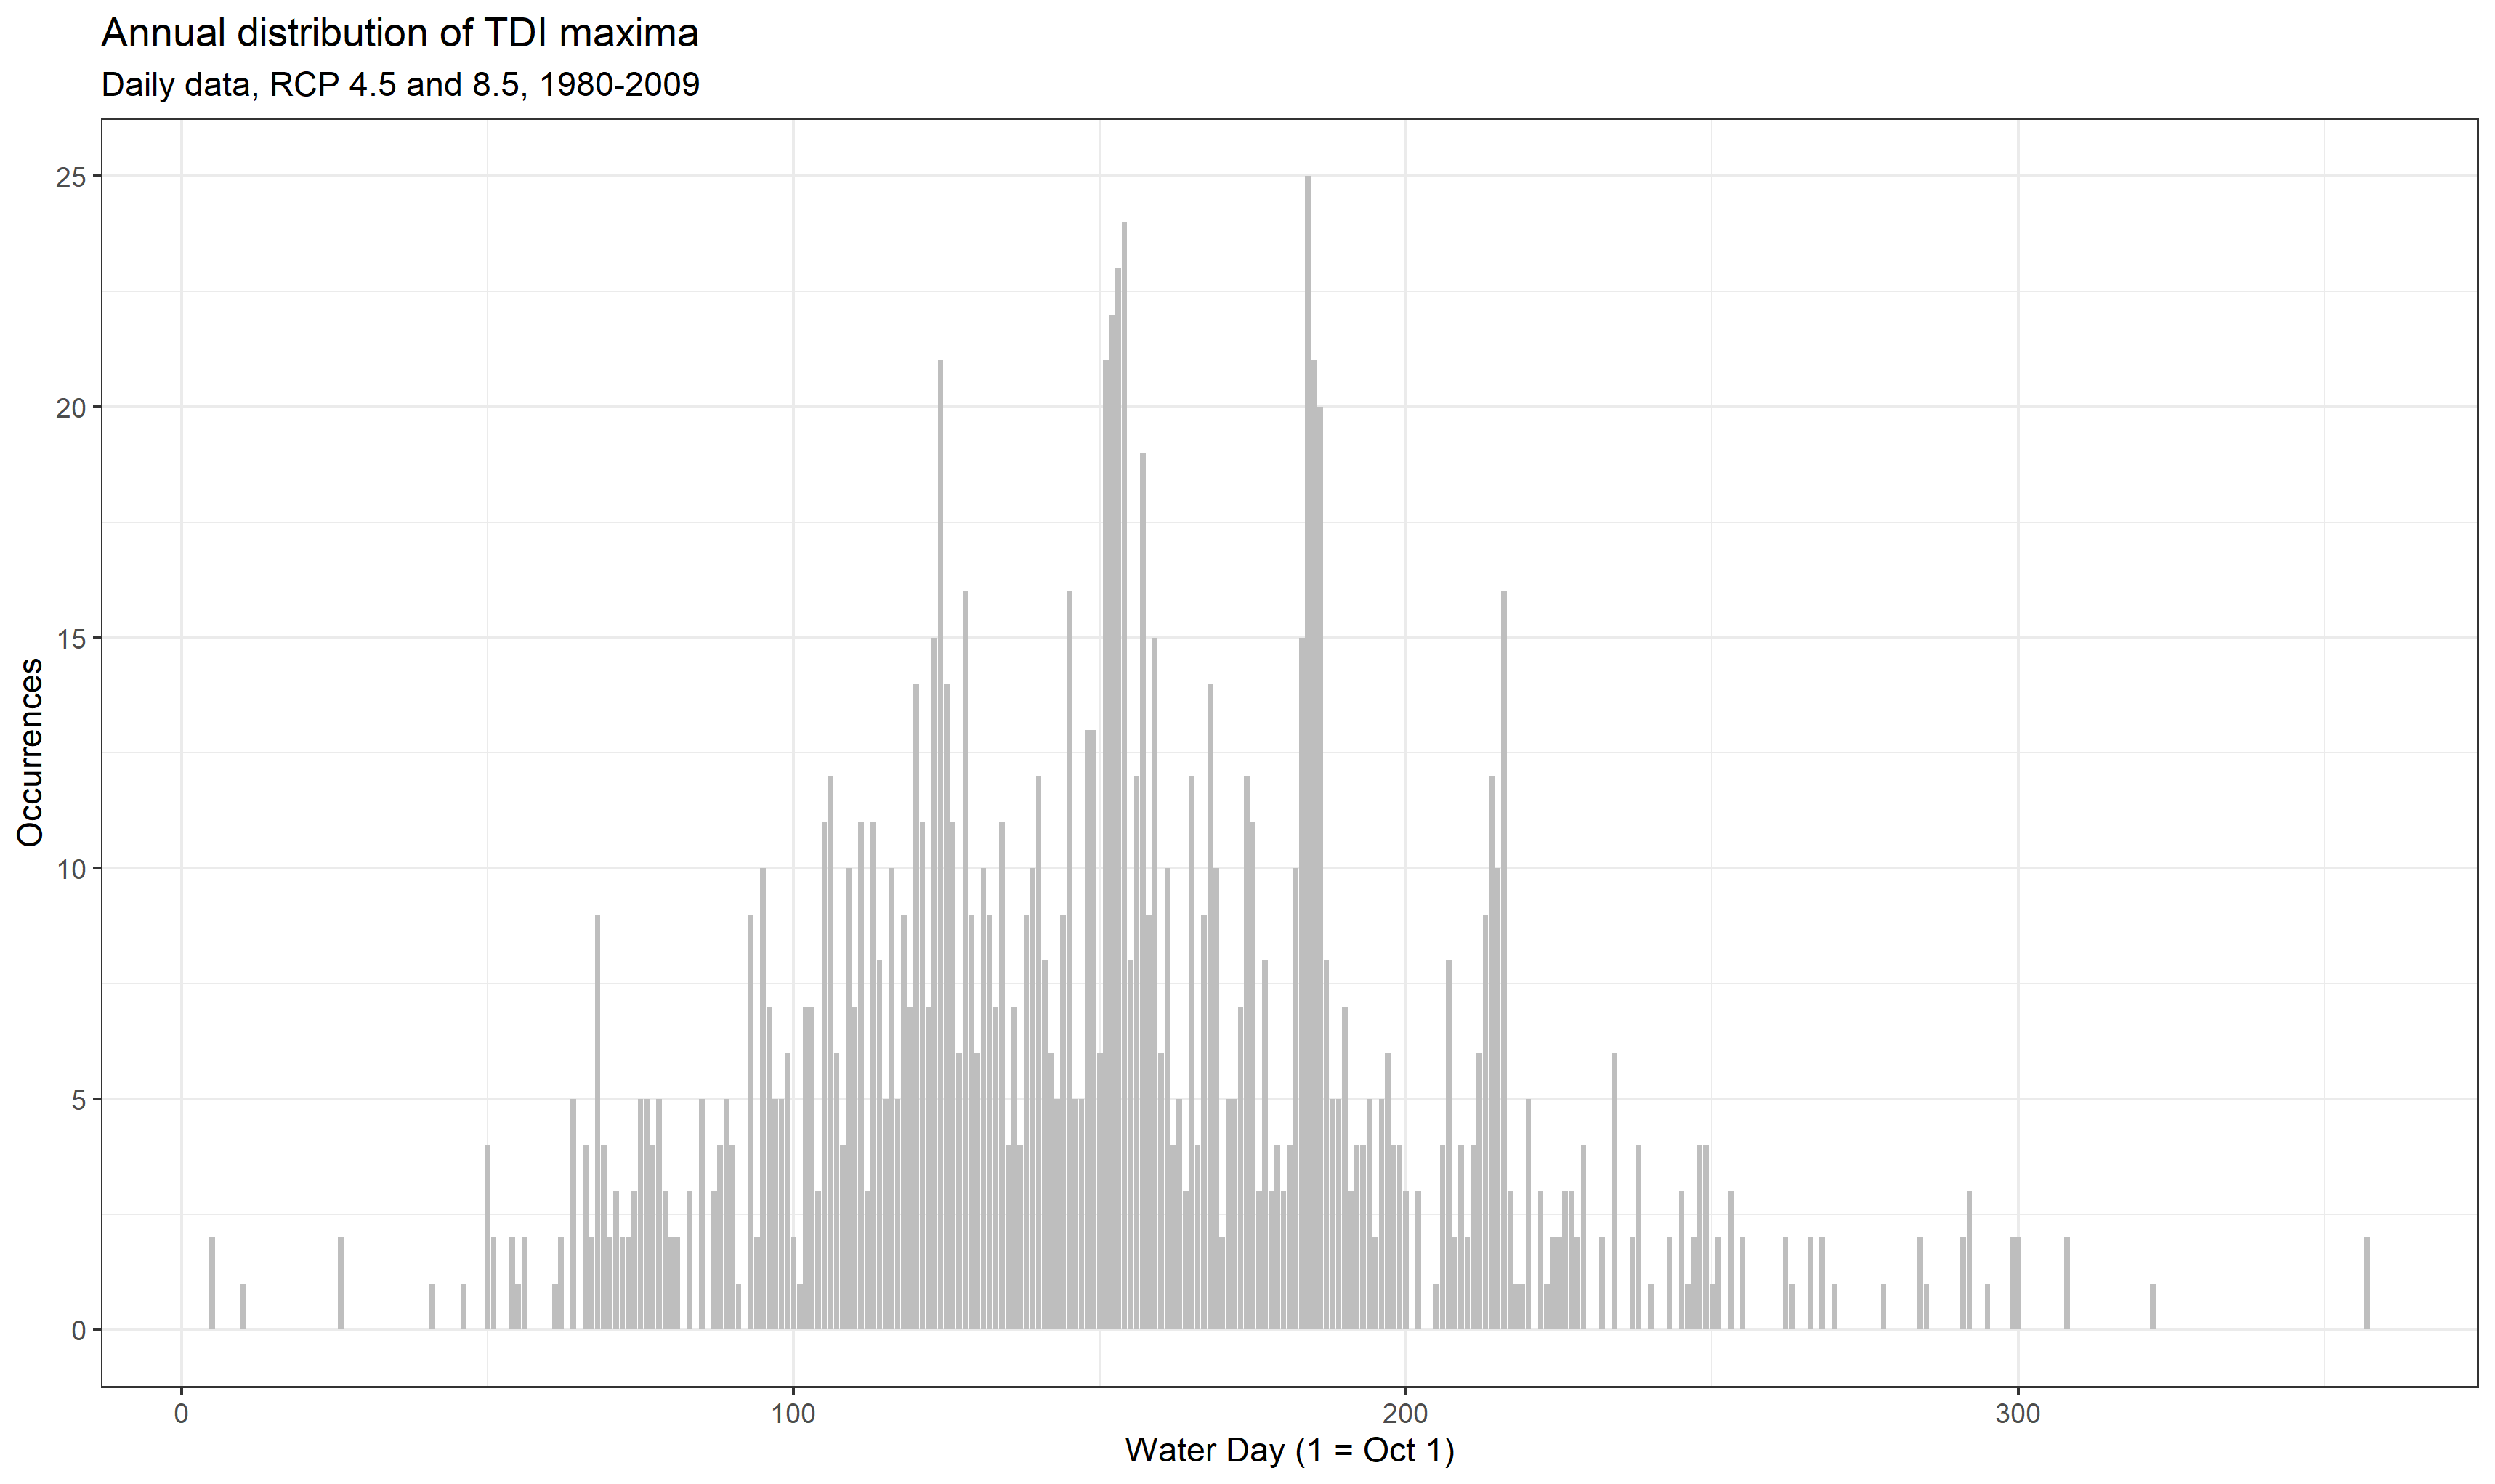 Annual distribution of TDI maxima
Daily data, RCP 4.5 and 8.5, 1980-2009
Occurrences
25
20
15
10
5
0
0 100 200 300
Water Day (1 = Oct 1)